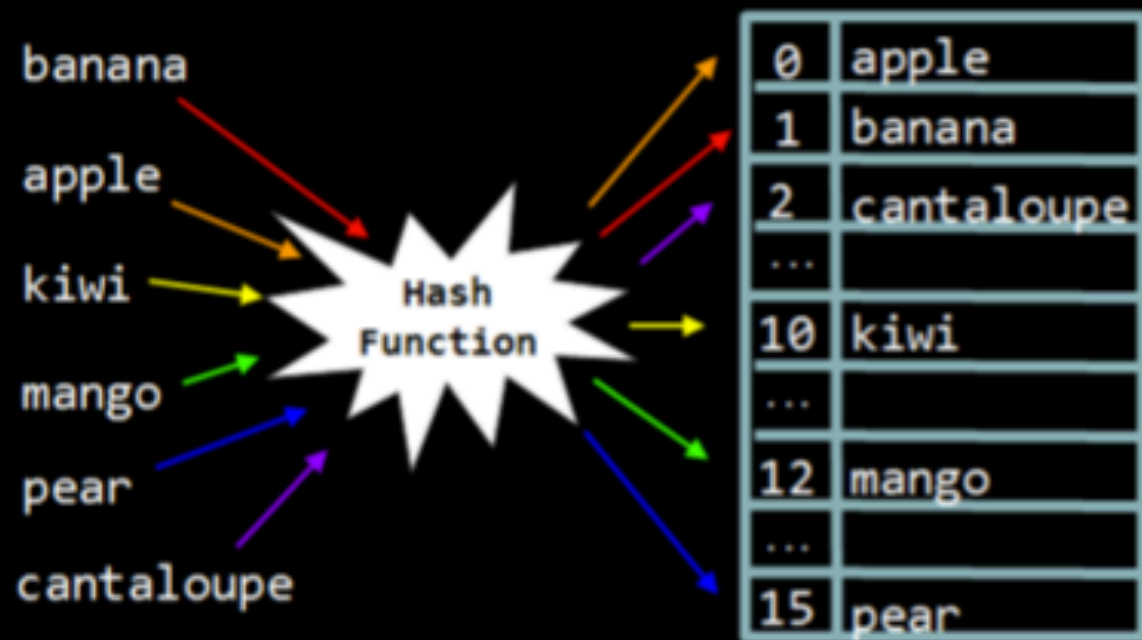 banana
apple
kiwi
mango
pear
cantaloupe
Hash
Function
0 apple
1 banana
2 cantaloupe
...
10 kiwi
...
12 mango
...
15 pear